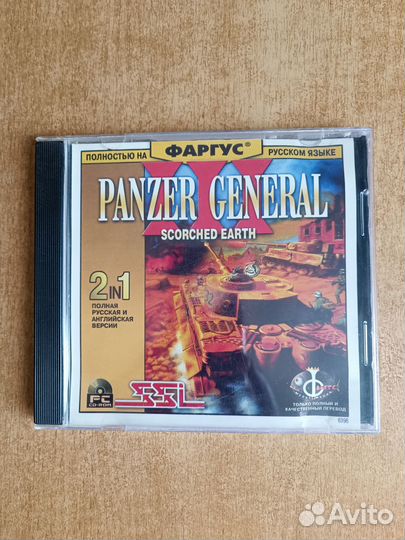 ПОЛНОСТЬЮ НА ФАРГУС® РУССКОМ ЯЗЫКЕ
III
PANZER GENERAL
SCORCHED EARTH
2 IN 1
ПОЛНАЯ
РУССКАЯ И
АНГЛИЙСКАЯ
ВЕРСИИ
PC
CD-ROM
SSI
ТОЛЬКО ПОЛНЫЙ И
КАЧЕСТВЕННЫЙ ПЕРЕВОД
Avito